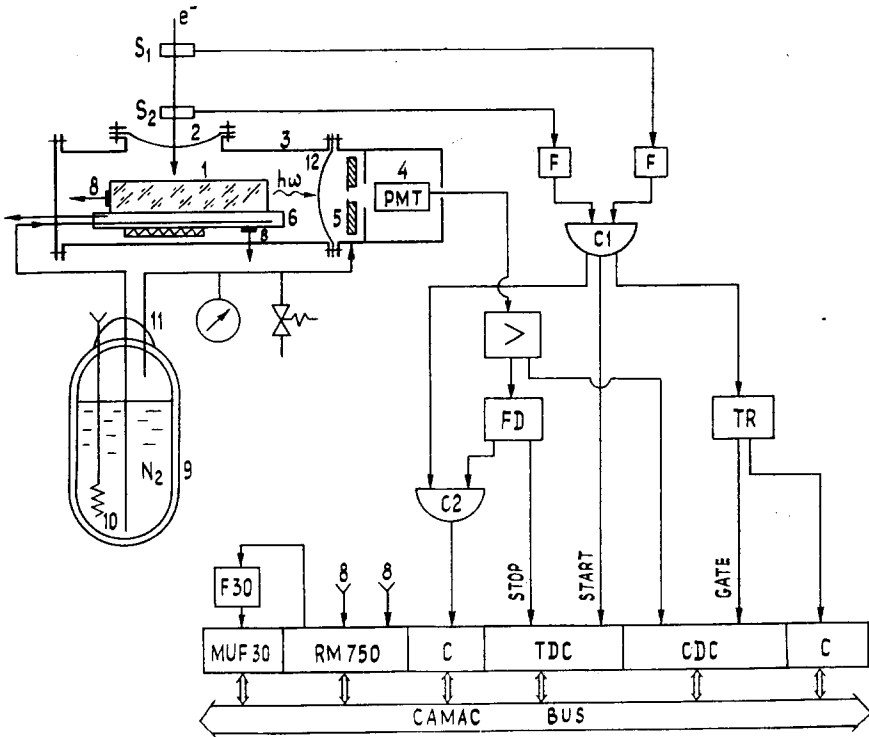 e⁻
S₁
S₂
2
3
12
1
hω
4
PMT
5
8
6
8
F
F
C1
11
>
FD
TR
9
N₂
10
C2
F30
8
8
STOP
START
GATE
MUF 30
RM 750
C
TDC
CDC
C
CAMAC BUS